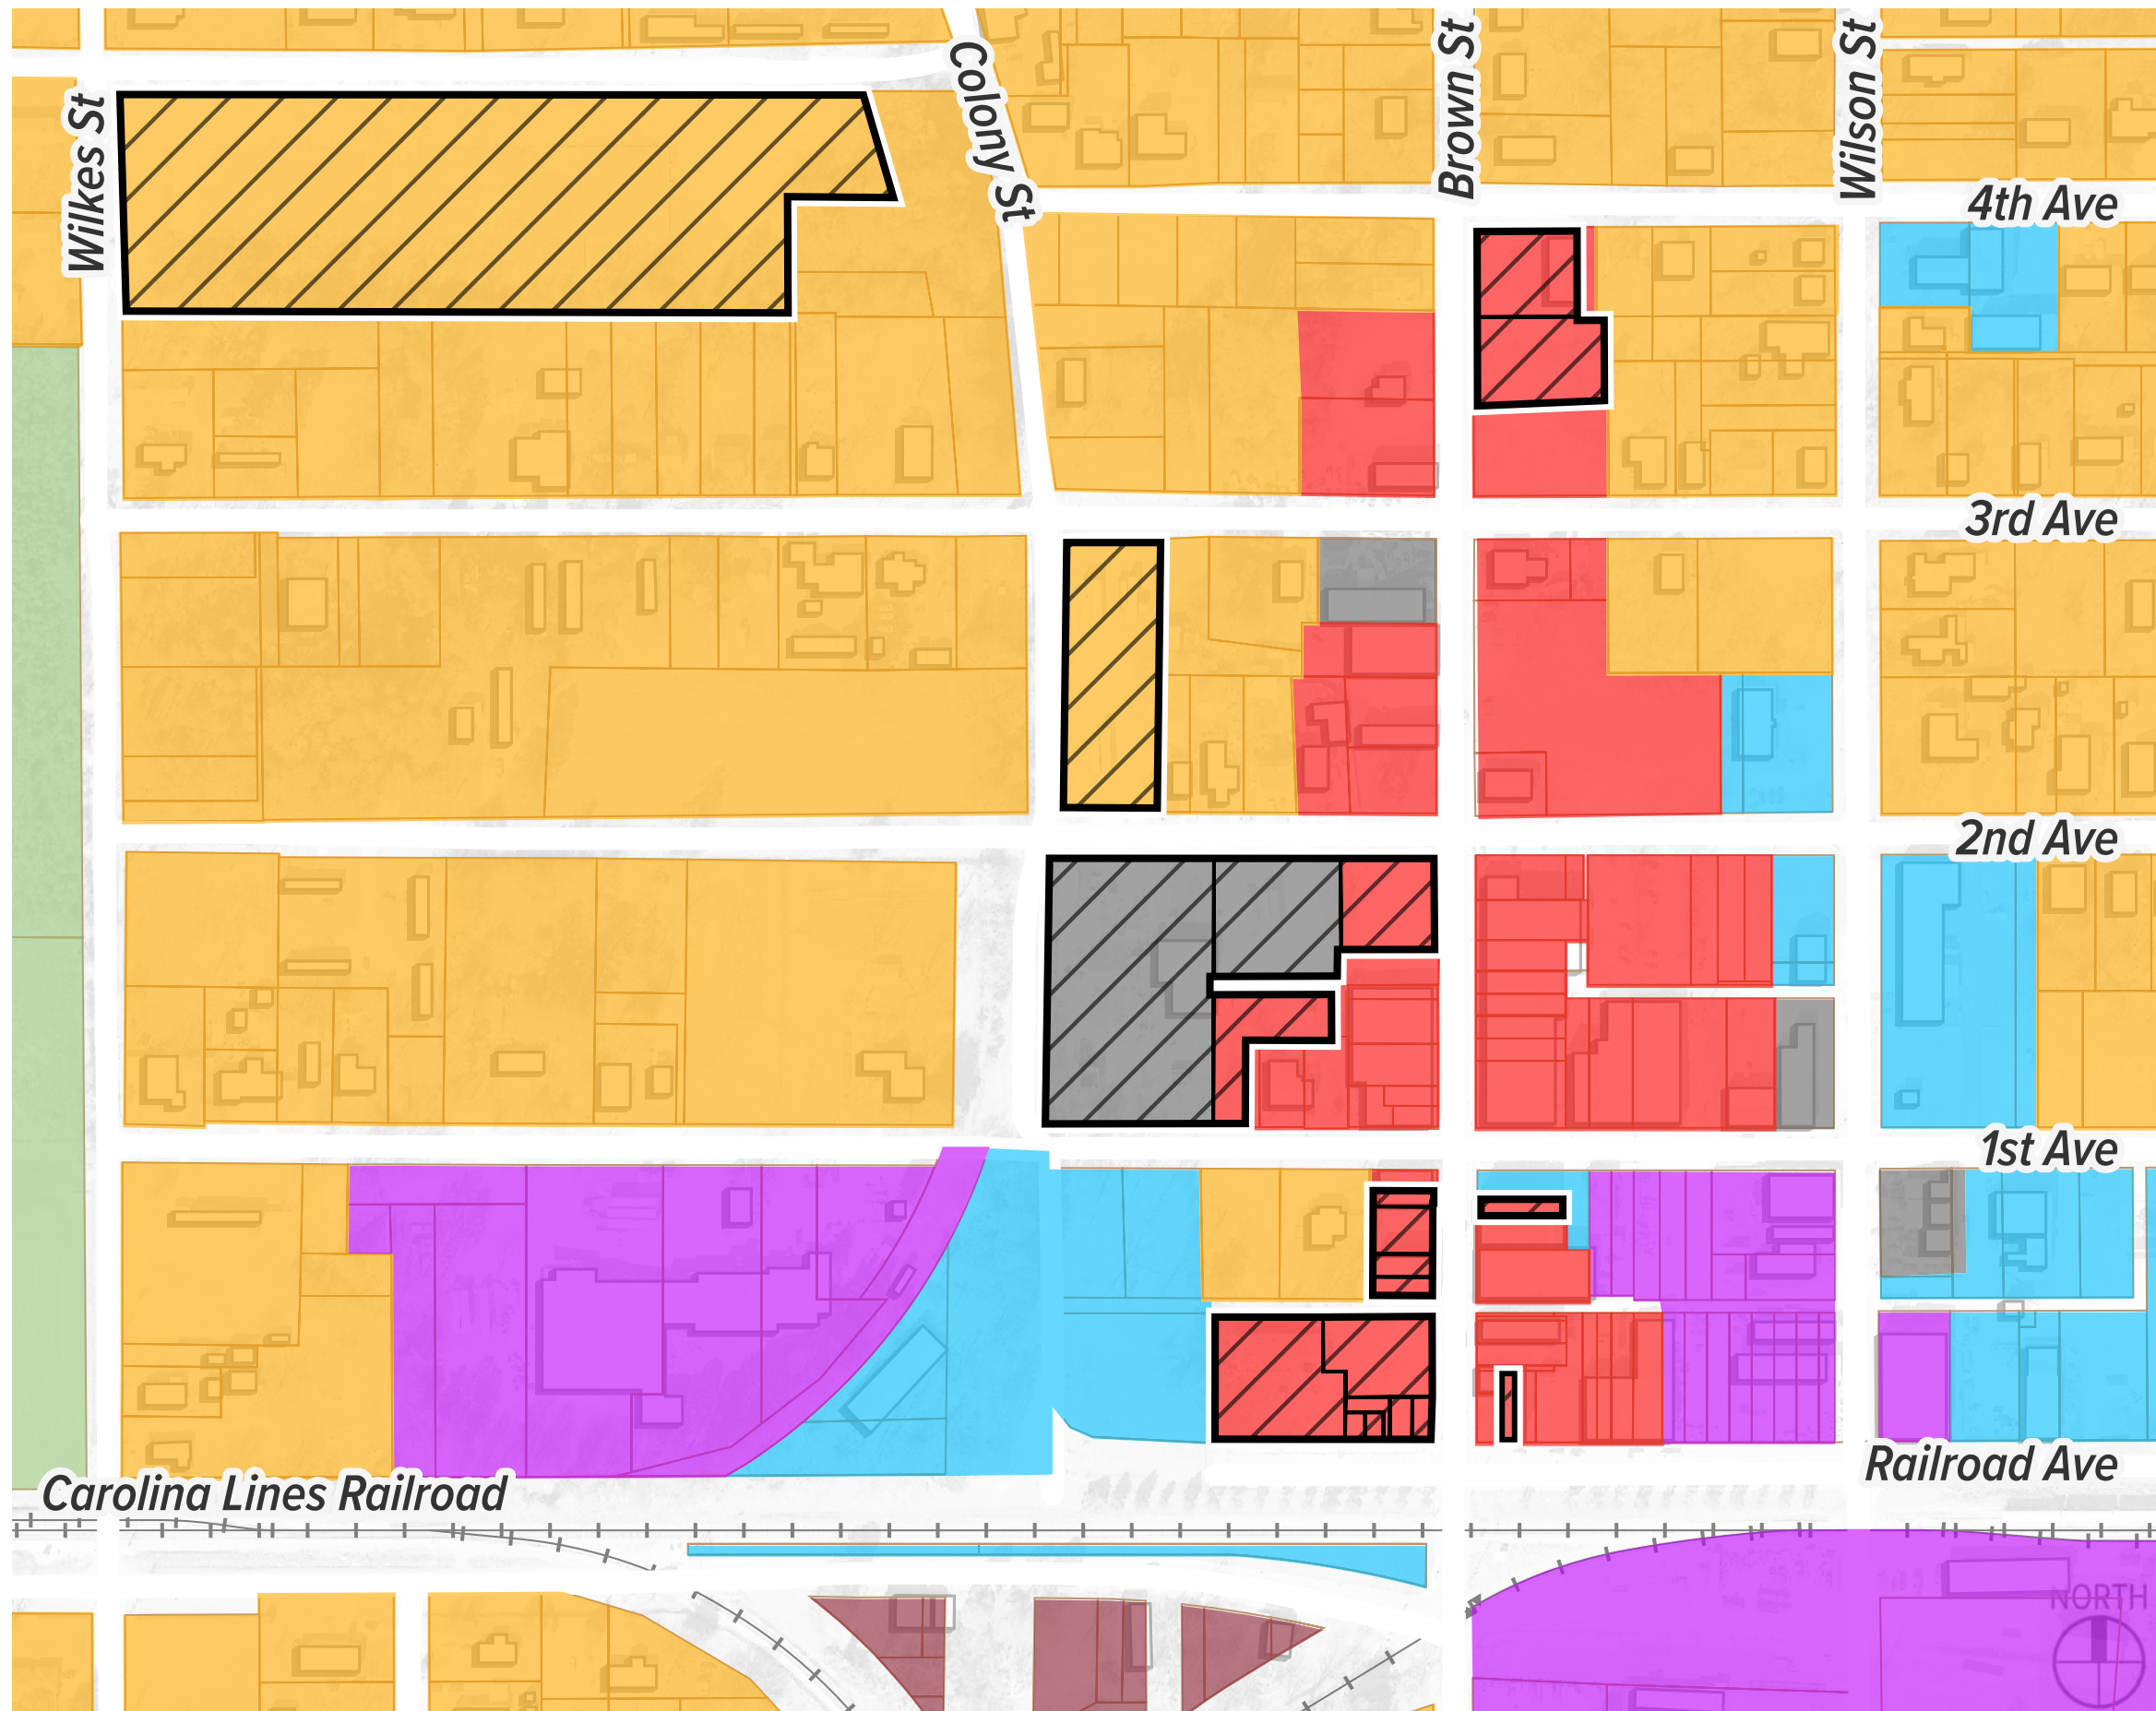 Wilkes St
Colony St
Brown St
Wilson St
4th Ave
3rd Ave
2nd Ave
1st Ave
Railroad Ave
Carolina Lines Railroad
NORTH